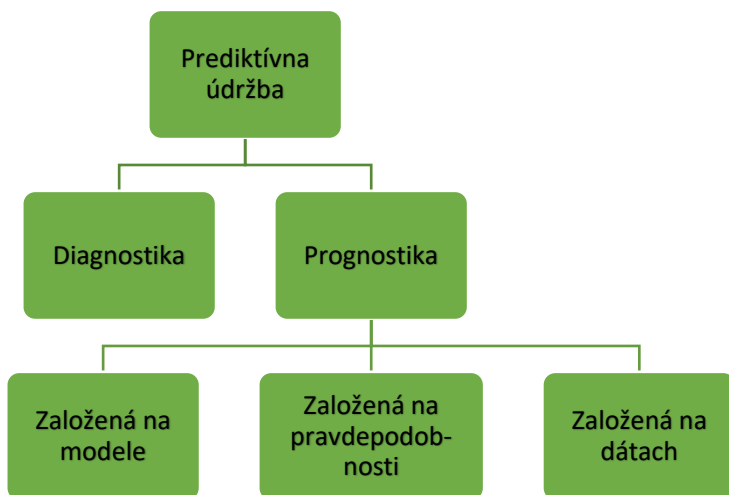 Prediktívna
údržba
Diagnostika
Prognostika
Založená na
modele
Založená na
pravdepodob-
nosti
Založená na
dátach